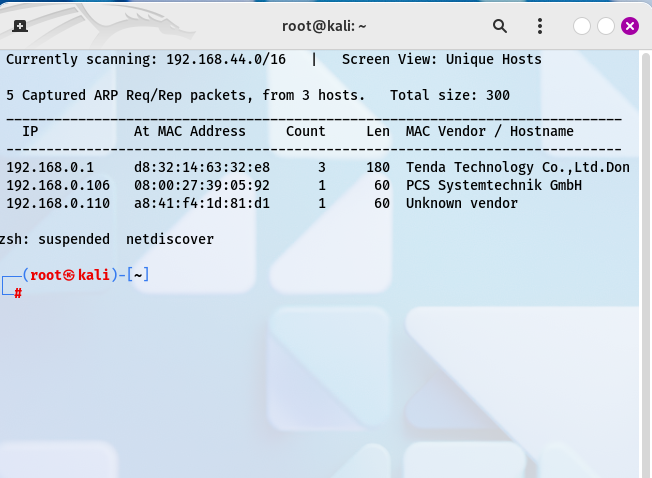 root@kali: ~
Currently scanning: 192.168.44.0/16   |   Screen View: Unique Hosts
5 Captured ARP Req/Rep packets, from 3 hosts.   Total size: 300
_____________________________________________________________________________
  IP            At MAC Address     Count     Len  MAC Vendor / Hostname
-----------------------------------------------------------------------------
192.168.0.1     d8:32:14:63:32:e8      3     180  Tenda Technology Co.,Ltd.Don
192.168.0.106   08:00:27:39:05:92      1      60  PCS Systemtechnik GmbH
192.168.0.110   a8:41:f4:1d:81:d1      1      60  Unknown vendor
zsh: suspended  netdiscover
┌──(root㉿kali)-[~]
└─#